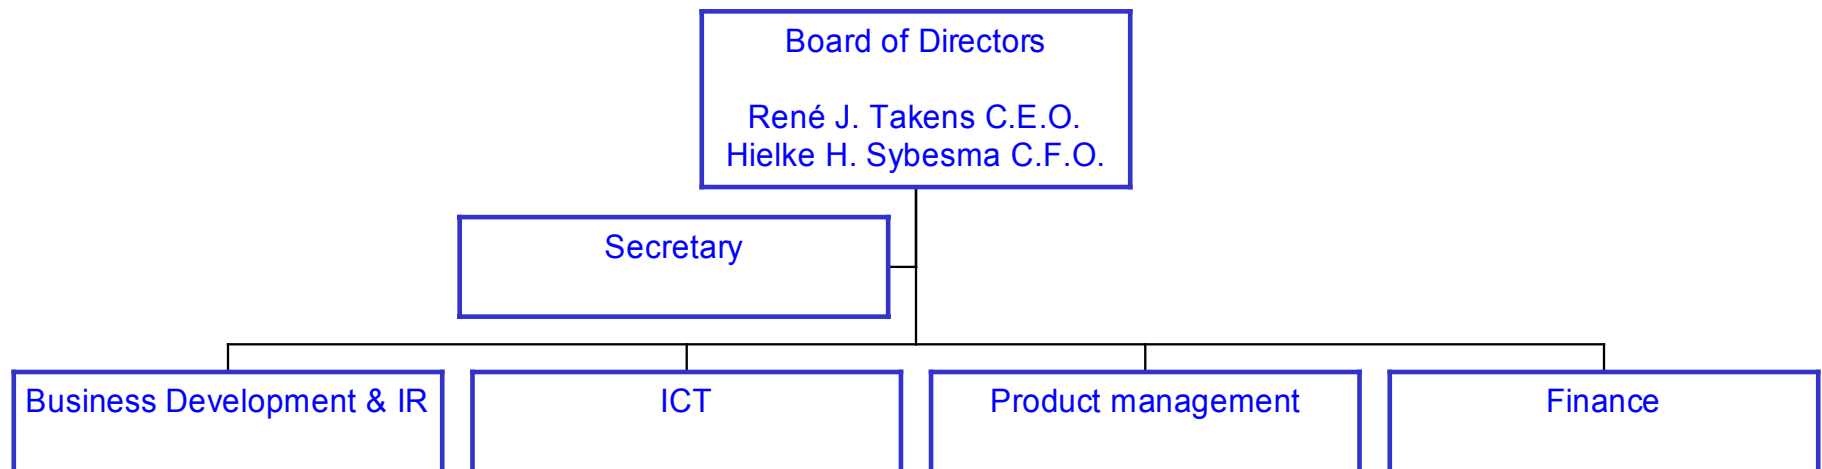 Board of Directors
René J. Takens C.E.O.
Hielke H. Sybesma C.F.O.
Secretary
Business Development & IR
ICT
Product management
Finance